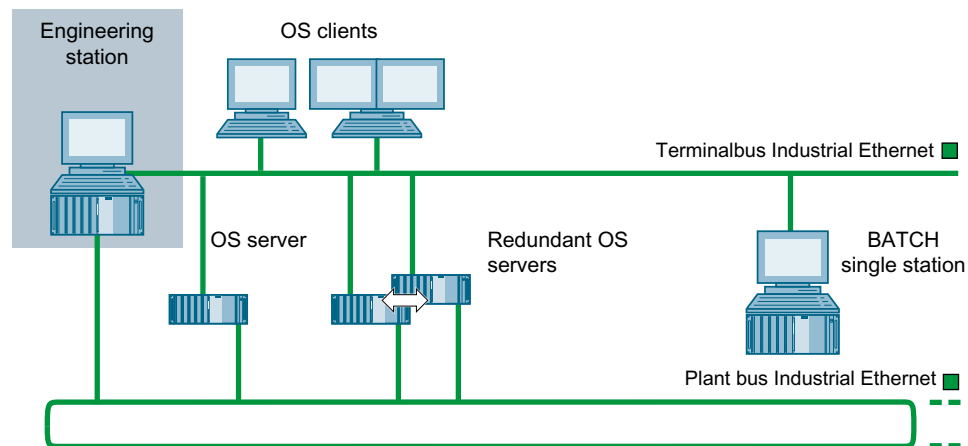 Engineering
station
OS clients
Terminalbus Industrial Ethernet
OS server
Redundant OS
servers
BATCH
single station
Plant bus Industrial Ethernet